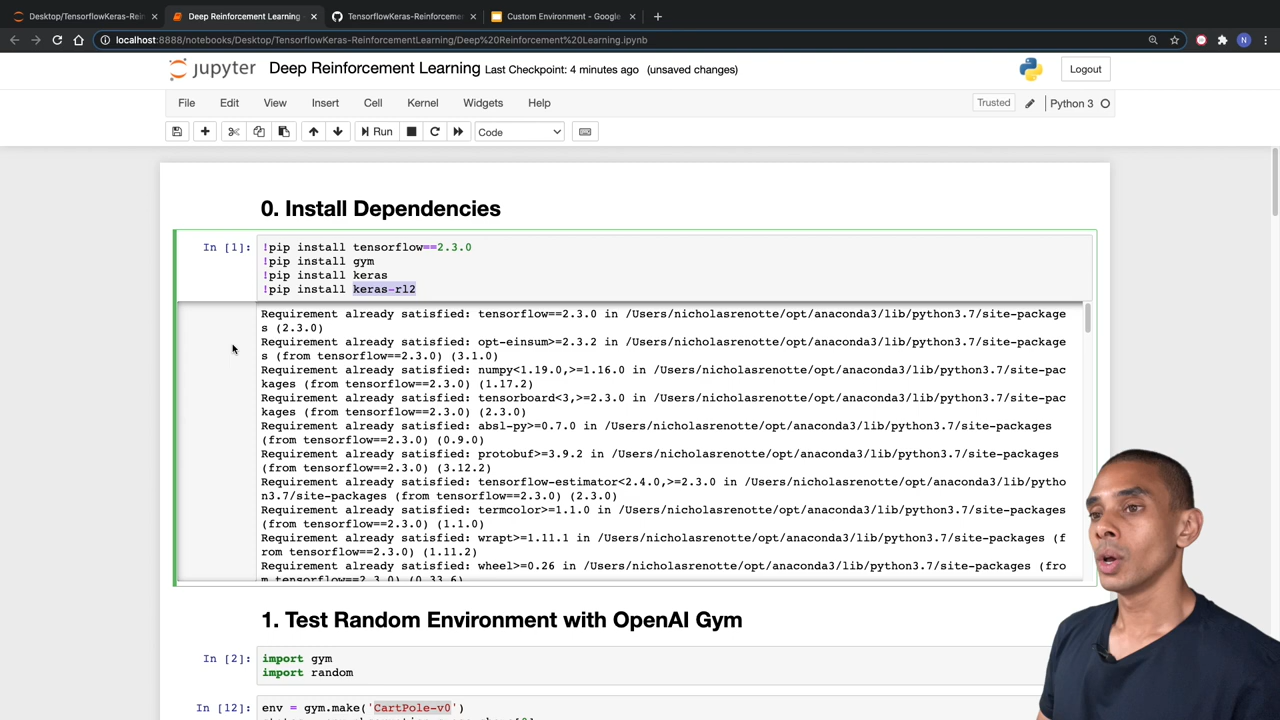 Desktop/TensorflowKeras-Rein
Deep Reinforcement Learning
TensorflowKeras-Reinforceme
Custom Environment - Google
localhost:8888/notebooks/Desktop/TensorflowKeras-ReinforcementLearning/Deep%20Reinforcement%20Learning.ipynb
N
jupyter Deep Reinforcement Learning Last Checkpoint: 4 minutes ago (unsaved changes)
Logout
File Edit View Insert Cell Kernel Widgets Help
Trusted
Python 3
Run
Code
0. Install Dependencies
In [1]: !pip install tensorflow==2.3.0
!pip install gym
!pip install keras
!pip install keras-rl2
Requirement already satisfied: tensorflow==2.3.0 in /Users/nicholasrenotte/opt/anaconda3/lib/python3.7/site-package
s (2.3.0)
Requirement already satisfied: opt-einsum>=2.3.2 in /Users/nicholasrenotte/opt/anaconda3/lib/python3.7/site-package
s (from tensorflow==2.3.0) (3.1.0)
Requirement already satisfied: numpy<1.19.0,>=1.16.0 in /Users/nicholasrenotte/opt/anaconda3/lib/python3.7/site-pac
kages (from tensorflow==2.3.0) (1.17.2)
Requirement already satisfied: tensorboard<3,>=2.3.0 in /Users/nicholasrenotte/opt/anaconda3/lib/python3.7/site-pac
kages (from tensorflow==2.3.0) (2.3.0)
Requirement already satisfied: absl-py>=0.7.0 in /Users/nicholasrenotte/opt/anaconda3/lib/python3.7/site-packages
(from tensorflow==2.3.0) (0.9.0)
Requirement already satisfied: protobuf>=3.9.2 in /Users/nicholasrenotte/opt/anaconda3/lib/python3.7/site-packages
(from tensorflow==2.3.0) (3.12.2)
Requirement already satisfied: tensorflow-estimator<2.4.0,>=2.3.0 in /Users/nicholasrenotte/opt/anaconda3/lib/pytho
n3.7/site-packages (from tensorflow==2.3.0) (2.3.0)
Requirement already satisfied: termcolor>=1.1.0 in /Users/nicholasrenotte/opt/anaconda3/lib/python3.7/site-packages
(from tensorflow==2.3.0) (1.1.0)
Requirement already satisfied: wrapt>=1.11.1 in /Users/nicholasrenotte/opt/anaconda3/lib/python3.7/site-packages (f
rom tensorflow==2.3.0) (1.11.2)
Requirement already satisfied: wheel>=0.26 in /Users/nicholasrenotte/opt/anaconda3/lib/python3.7/site-packages (fro
m tensorflow==2.3.0) (0.33.6)
1. Test Random Environment with OpenAI Gym
In [2]: import gym
import random
In [12]: env = gym.make('CartPole-v0')